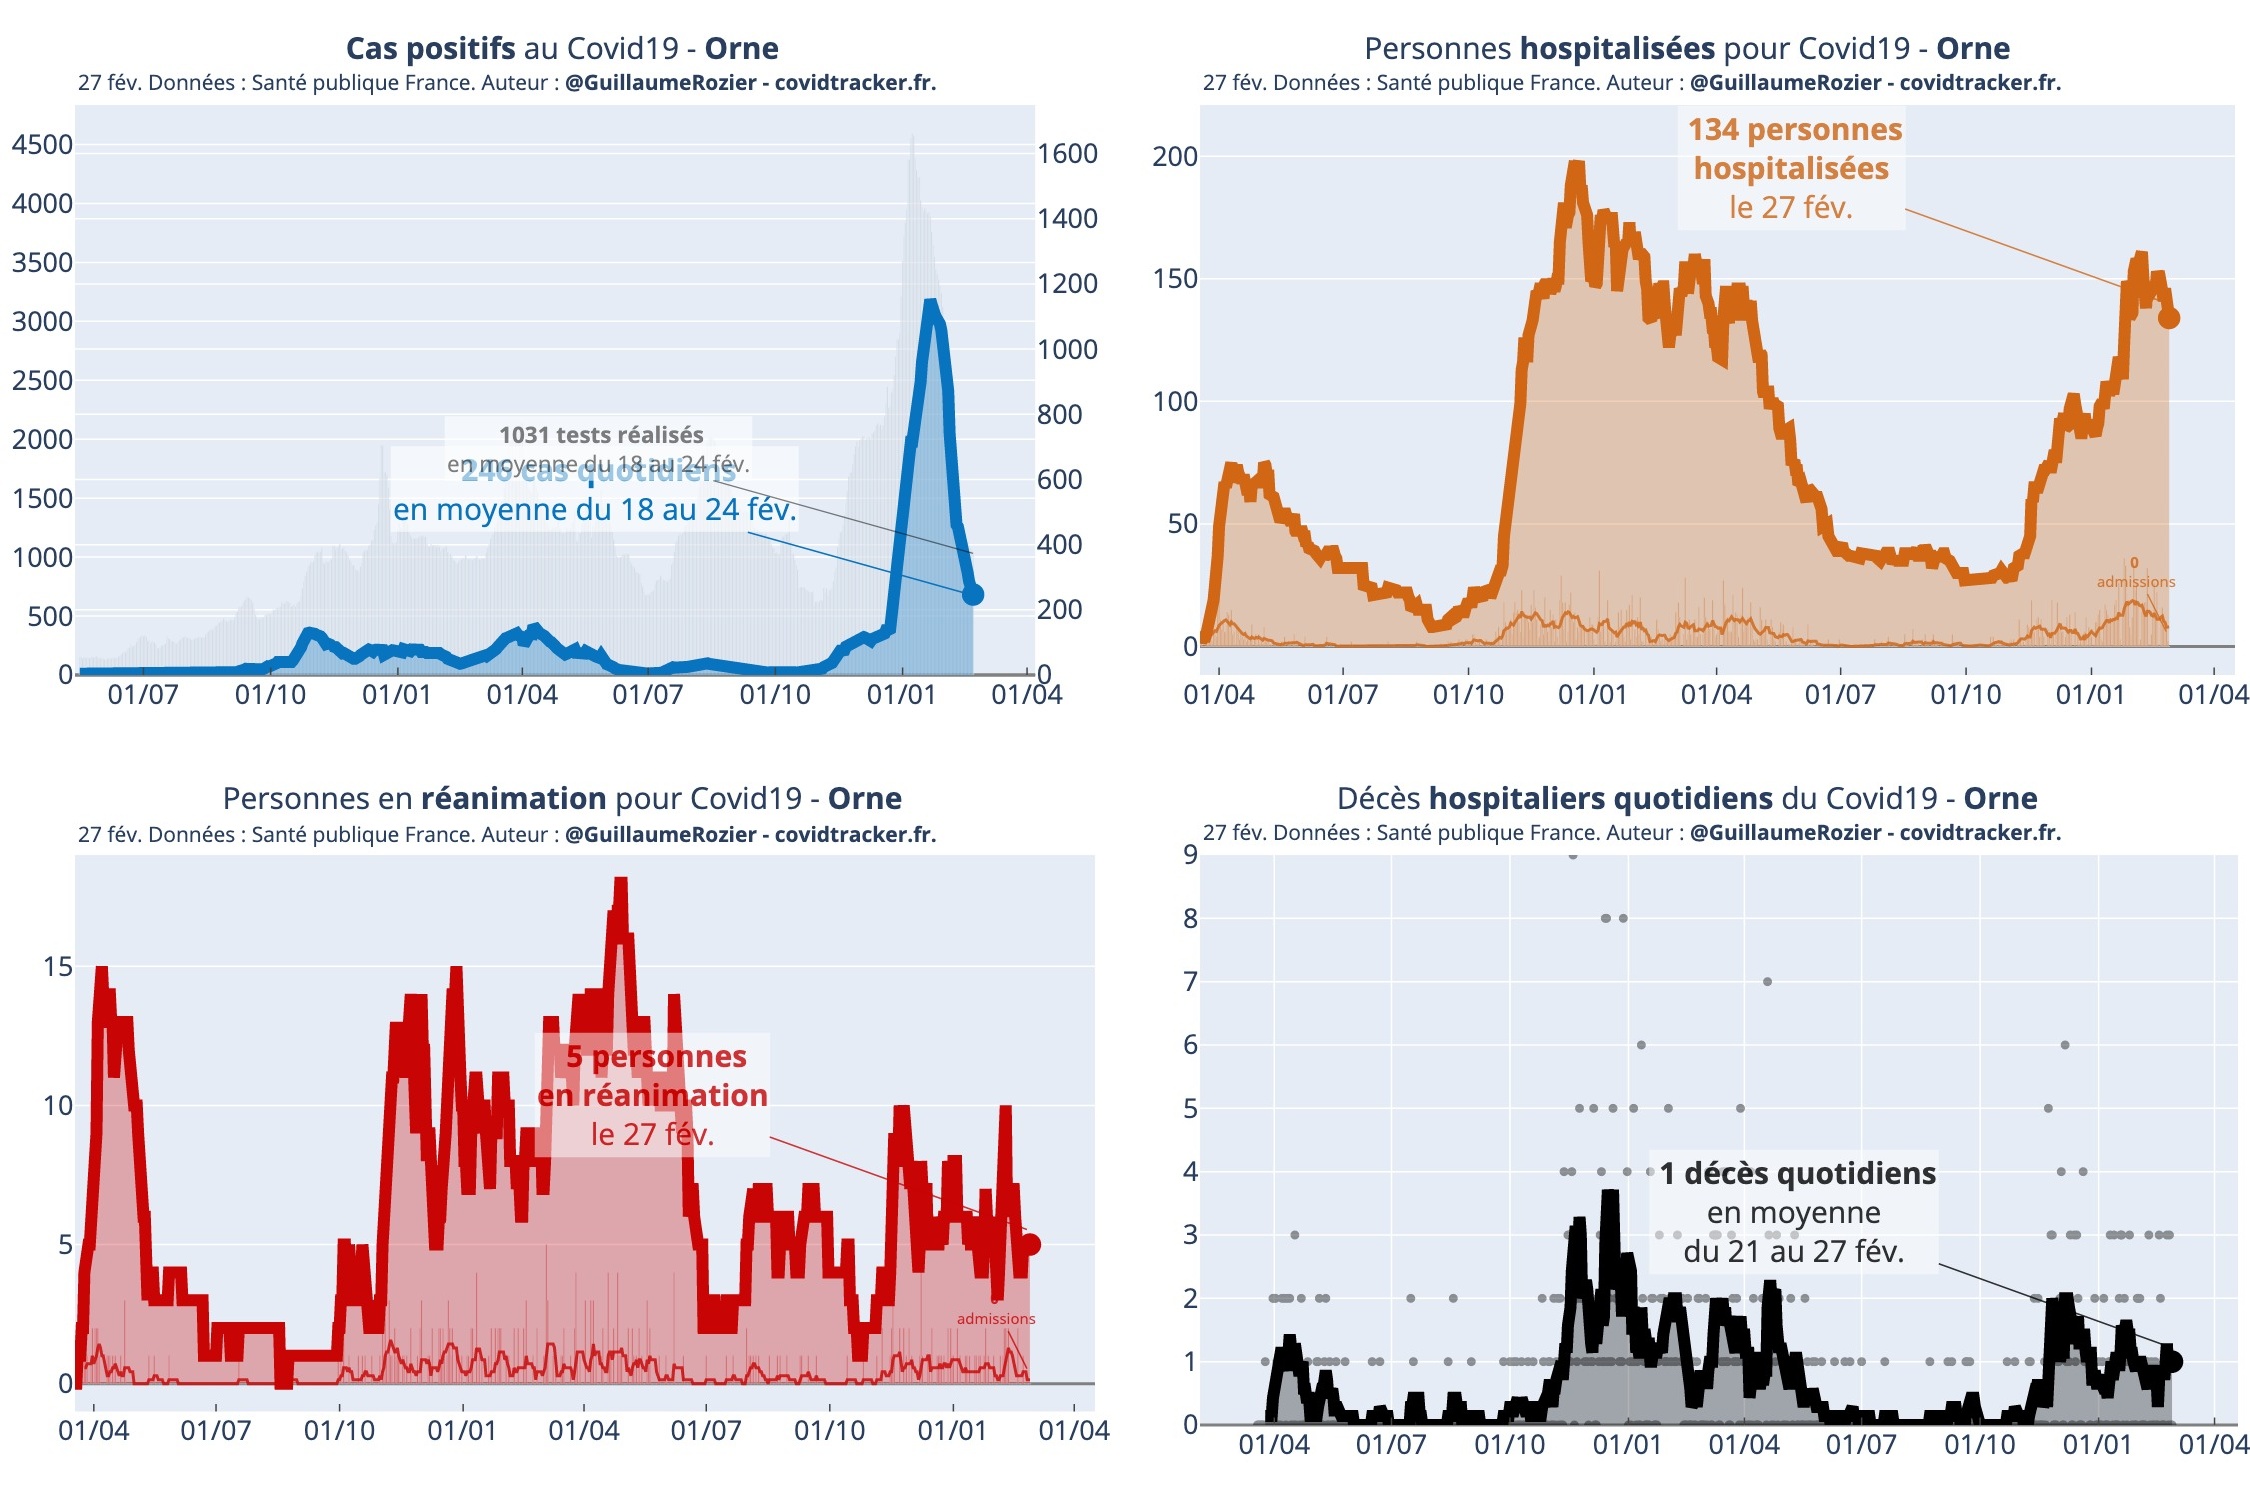 Cas positifs au Covid19 - Orne
27 fév. Données : Santé publique France. Auteur : @GuillaumeRozier - covidtracker.fr.
4500
4000
3500
3000
2500
2000
1500
1000
500
0
1600
1400
1200
1000
800
600
400
200
0
1031 tests réalisés
en moyenne du 18 au 24 fév.
246 cas quotidiens
en moyenne du 18 au 24 fév.
01/07 01/10 01/01 01/04 01/07 01/10 01/01 01/04
Personnes hospitalisées pour Covid19 - Orne
27 fév. Données : Santé publique France. Auteur : @GuillaumeRozier - covidtracker.fr.
134 personnes
hospitalisées
le 27 fév.
200
150
100
50
0
0
admissions
01/04 01/07 01/10 01/01 01/04 01/07 01/10 01/01 01/04
Personnes en réanimation pour Covid19 - Orne
27 fév. Données : Santé publique France. Auteur : @GuillaumeRozier - covidtracker.fr.
15
10
5
0
5 personnes
en réanimation
le 27 fév.
admissions
01/04 01/07 01/10 01/01 01/04 01/07 01/10 01/01 01/04
Décès hospitaliers quotidiens du Covid19 - Orne
27 fév. Données : Santé publique France. Auteur : @GuillaumeRozier - covidtracker.fr.
9
8
7
6
5
4
3
2
1
0
1 décès quotidiens
en moyenne
du 21 au 27 fév.
01/04 01/07 01/10 01/01 01/04 01/07 01/10 01/01 01/04